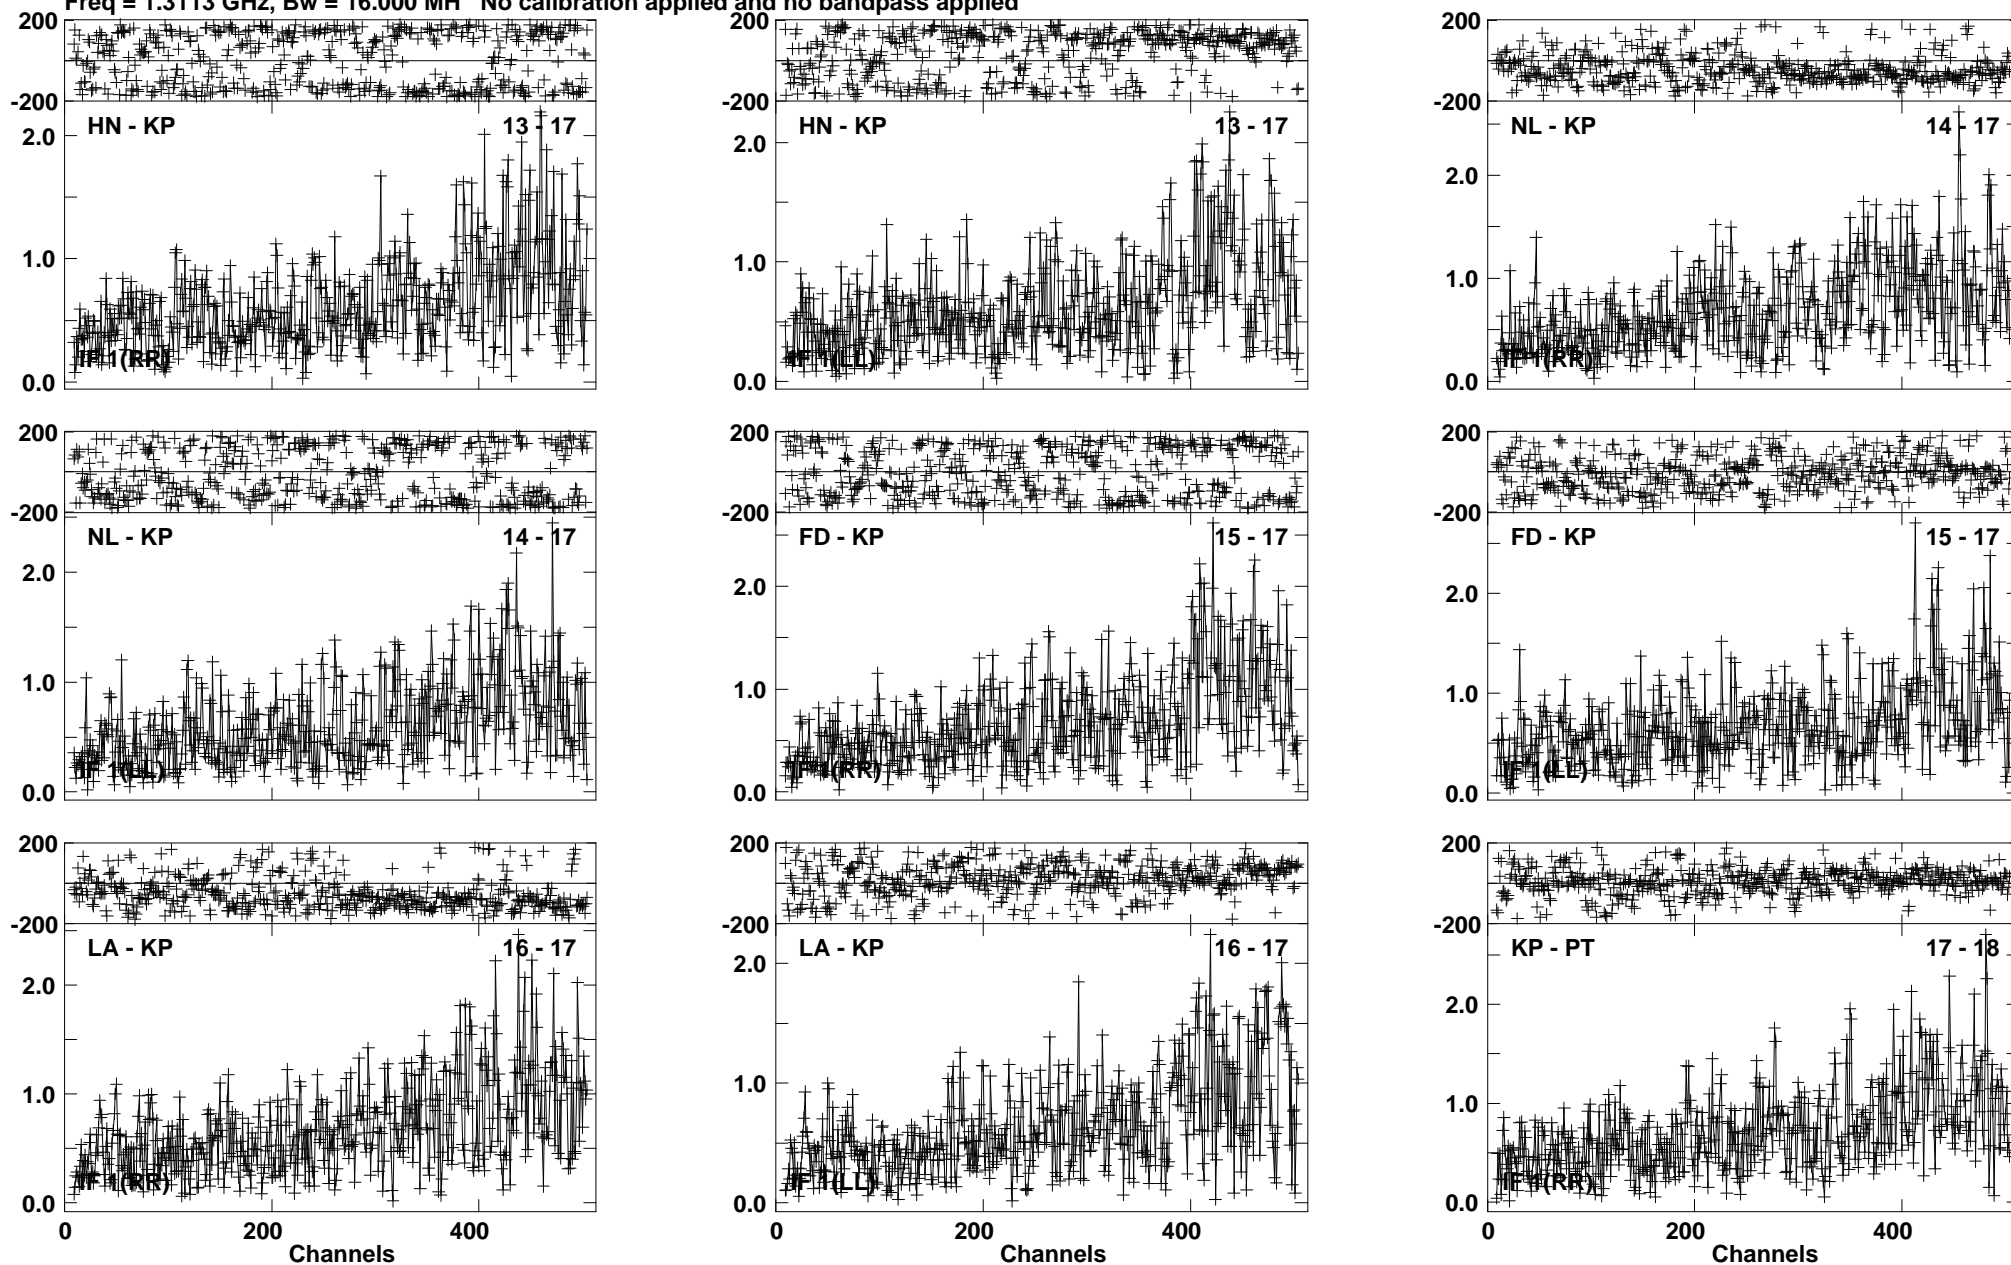 Freq = 1.3113 GHz, Bw = 16.000 MH No calibration applied and no bandpass applied
200 200 200
-200 -200 -200
HN - KP 13 - 17 HN - KP 13 - 17 NL - KP 14 - 17
2.0 2.0 2.0
1.0 1.0 1.0
IF 1(RR) IF 1(LL) IF 1(RR)
0.0 0.0 0.0
200 200 200
-200 -200 -200
NL - KP 14 - 17 FD - KP 15 - 17 FD - KP 15 - 17
2.0 2.0 2.0
1.0 1.0 1.0
IF 1(LL) IF 1(RR) IF 1(LL)
0.0 0.0 0.0
200 200 200
-200 -200 -200
LA - KP 16 - 17 LA - KP 16 - 17 KP - PT 17 - 18
2.0 2.0 2.0
1.0 1.0 1.0
IF 1(RR) IF 1(LL) IF 1(RR)
0.0 0.0 0.0
0 200 400 0 200 400 0 200 400
Channels Channels Channels